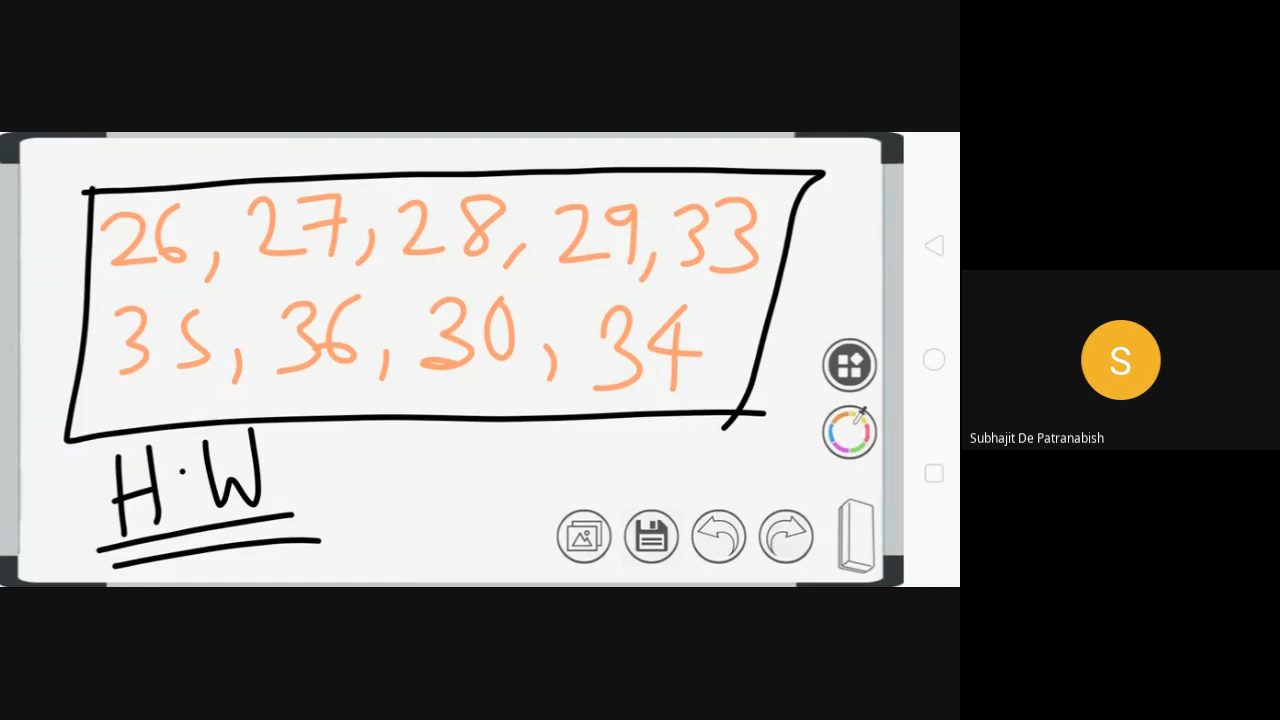 26, 27, 28, 29, 33
35, 36, 30, 34
H.W
S
Subhajit De Patranabish